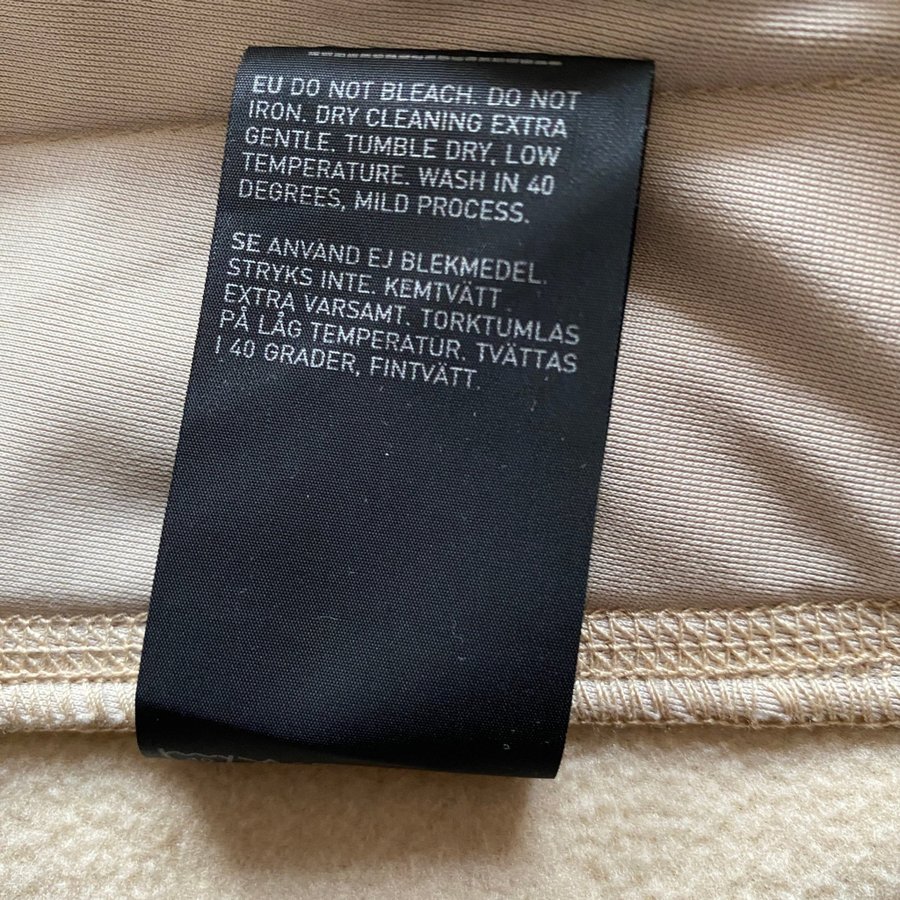 EU DO NOT BLEACH. DO NOT
IRON. DRY CLEANING EXTRA
GENTLE. TUMBLE DRY, LOW
TEMPERATURE. WASH IN 40
DEGREES, MILD PROCESS.
SE ANVÄND EJ BLEKMEDEL.
STRYKS INTE. KEMTVÄTT
EXTRA VARSAMT. TORKTUMLAS
PÅ LÅG TEMPERATUR. TVÄTTAS
I 40 GRADER, FINTVÄTT.